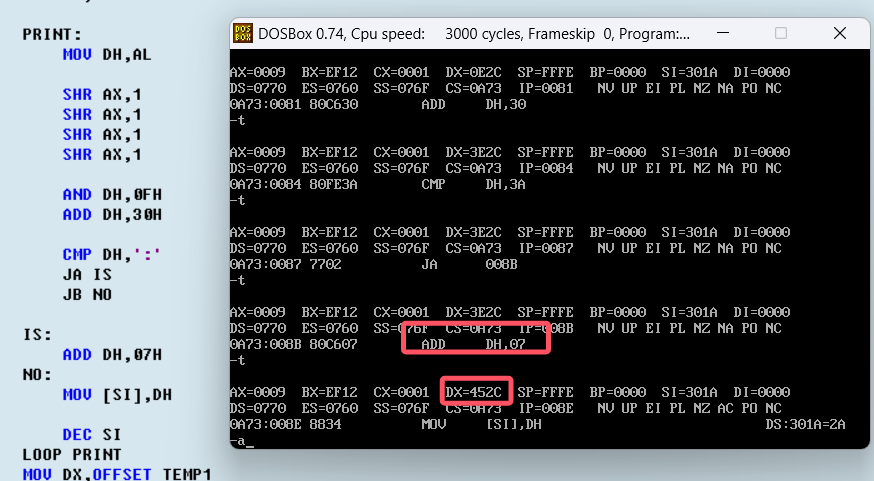 PRINT:
MOV DH,AL
SHR AX,1
SHR AX,1
SHR AX,1
SHR AX,1
AND DH,0FH
ADD DH,30H
CMP DH,':'
JA IS
JB NO
IS:
ADD DH,07H
NO:
MOV [SI],DH
DEC SI
LOOP PRINT
MOV DX,OFFSET TEMP1
DOSBox 0.74, Cpu speed: 3000 cycles, Frameskip 0, Program:...
AX=0009 BX=EF12 CX=0001 DX=0E2C SP=FFFE BP=0000 SI=301A DI=0000
DS=0770 ES=0760 SS=076F CS=0A73 IP=0081 NV UP EI PL NZ NA PO NC
0A73:0081 80C630 ADD DH,30
-t
AX=0009 BX=EF12 CX=0001 DX=3E2C SP=FFFE BP=0000 SI=301A DI=0000
DS=0770 ES=0760 SS=076F CS=0A73 IP=0084 NV UP EI PL NZ NA PO NC
0A73:0084 80FE3A CMP DH,3A
-t
AX=0009 BX=EF12 CX=0001 DX=3E2C SP=FFFE BP=0000 SI=301A DI=0000
DS=0770 ES=0760 SS=076F CS=0A73 IP=0087 NV UP EI PL NZ NA PO NC
0A73:0087 7702 JA 008B
-t
AX=0009 BX=EF12 CX=0001 DX=3E2C SP=FFFE BP=0000 SI=301A DI=0000
DS=0770 ES=0760 SS=076F CS=0A73 IP=008B NV UP EI PL NZ NA PO NC
0A73:008B 80C607 ADD DH,07
-t
AX=0009 BX=EF12 CX=0001 DX=452C SP=FFFE BP=0000 SI=301A DI=0000
DS=0770 ES=0760 SS=076F CS=0A73 IP=008E NV UP EI PL NZ AC PO NC
0A73:008E 8834 MOV [SI],DH DS:301A=2A
-a_